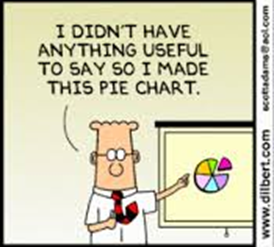 I DIDN'T HAVE
ANYTHING USEFUL
TO SAY SO I MADE
THIS PIE CHART.
scottadams@aol.com
www.dilbert.com